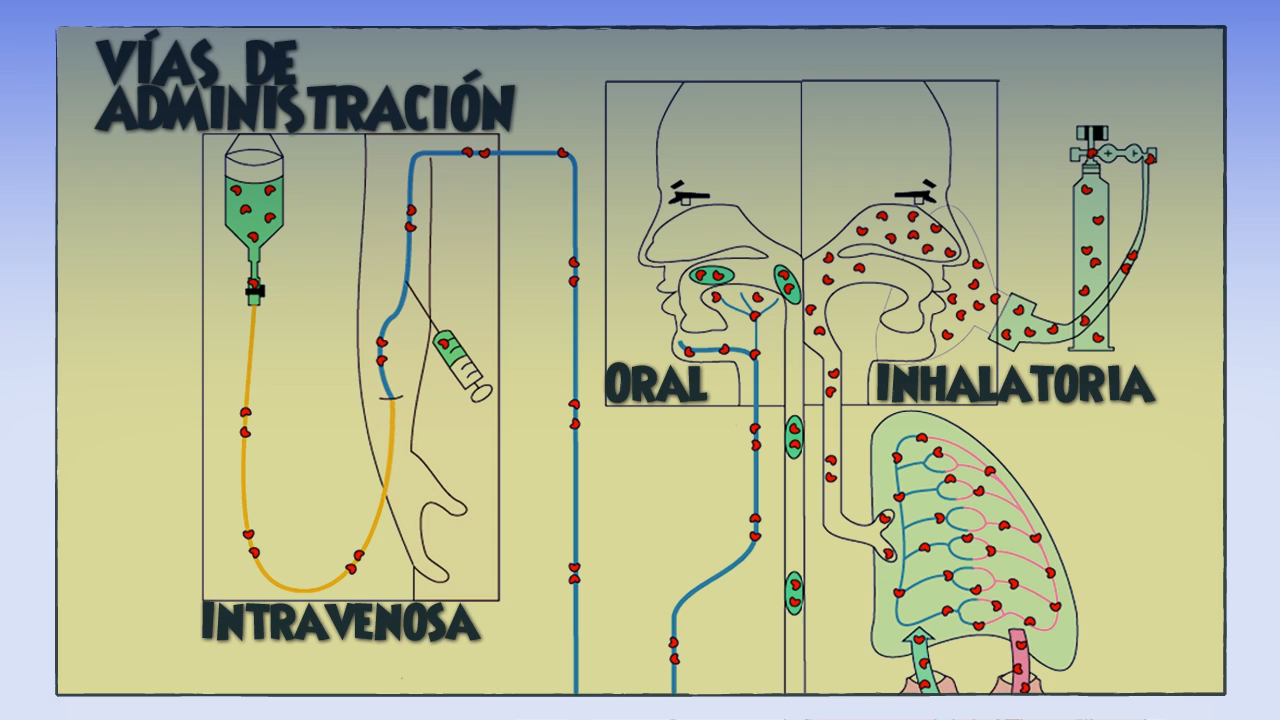 VÍAS DE
ADMINISTRACIÓN
ORAL
INHALATORIA
INTRAVENOSA